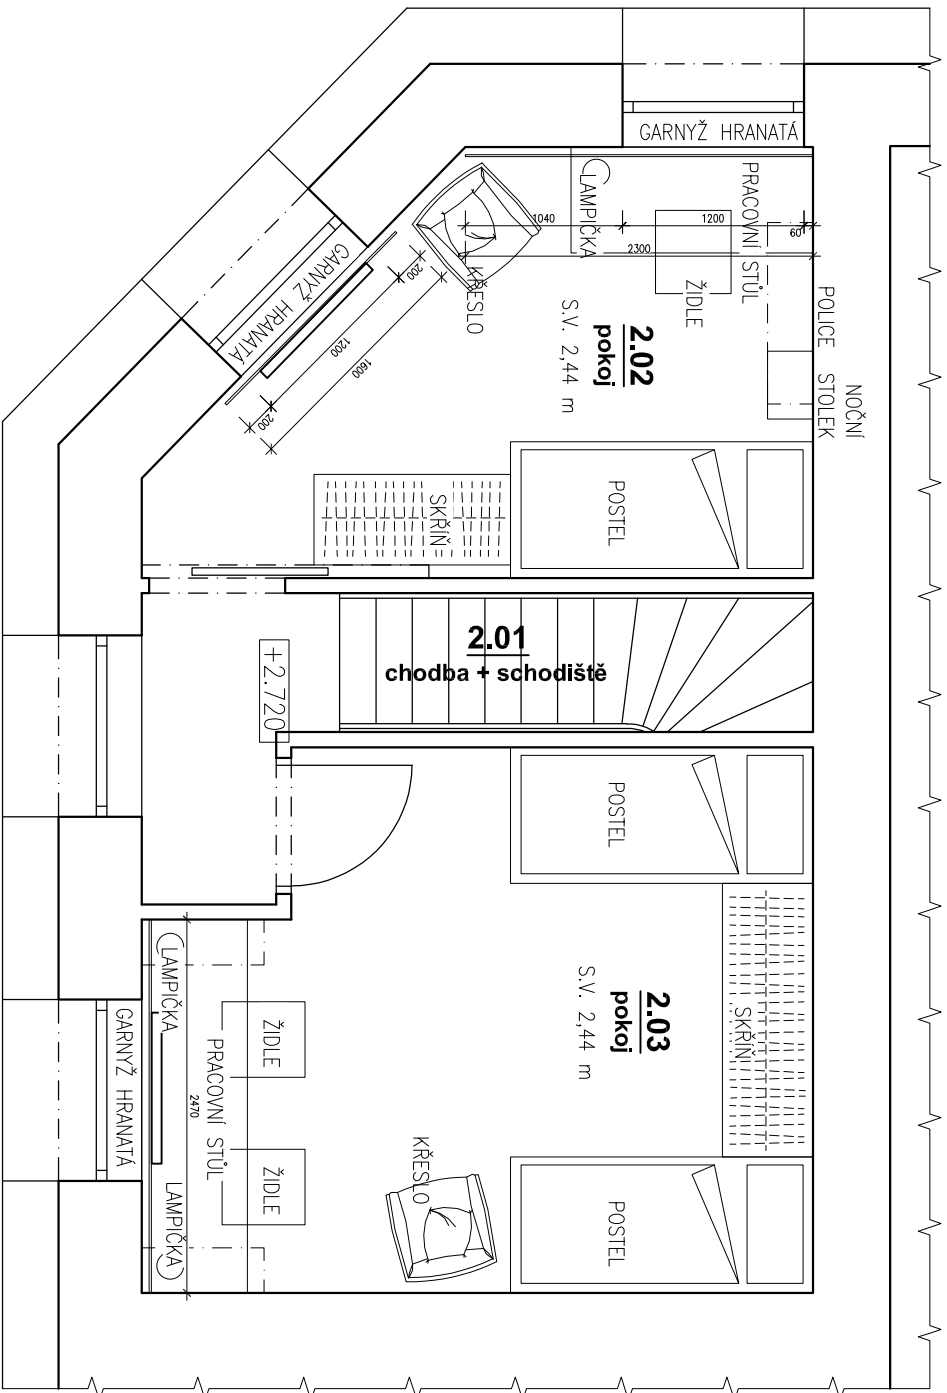 GARNYŽ HRANATÁ
LAMPIČKA
PRACOVNÍ STŮL
1040
1200
60
2300
ŽIDLE
KŘESLO
GARNYŽ HRANATÁ
200
1200
1600
200
POLICE
NOČNÍ
STOLEK
2.02
pokoj
S.V. 2,44 m
POSTEL
SKŘÍŇ
2.01
chodba + schodiště
+2.720
POSTEL
SKŘÍŇ
2.03
pokoj
S.V. 2,44 m
LAMPIČKA
ŽIDLE
PRACOVNÍ STŮL
2470
GARNYŽ HRANATÁ
ŽIDLE
LAMPIČKA
KŘESLO
POSTEL